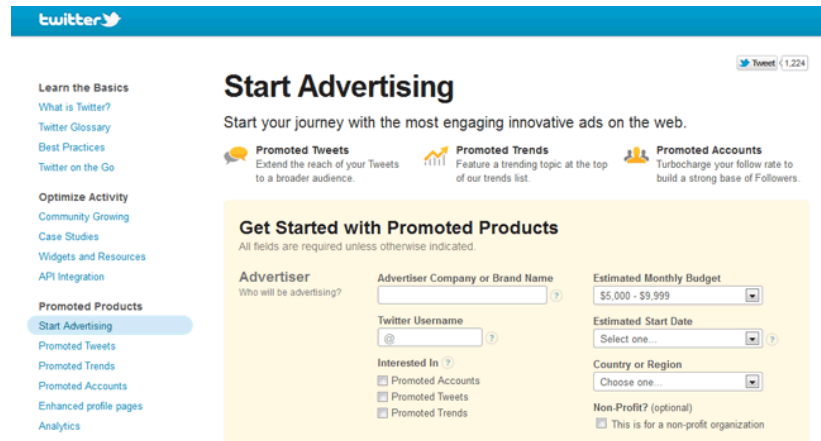 twitter
Tweet 1,224
Learn the Basics
What is Twitter?
Twitter Glossary
Best Practices
Twitter on the Go
Optimize Activity
Community Growing
Case Studies
Widgets and Resources
API Integration
Promoted Products
Start Advertising
Promoted Tweets
Promoted Trends
Promoted Accounts
Enhanced profile pages
Analytics
Start Advertising
Start your journey with the most engaging innovative ads on the web.
Promoted Tweets
Extend the reach of your Tweets
to a broader audience.
Promoted Trends
Feature a trending topic at the top
of our trends list.
Promoted Accounts
Turbocharge your follow rate to
build a strong base of Followers.
Get Started with Promoted Products
All fields are required unless otherwise indicated.
Advertiser
Who will be advertising?
Advertiser Company or Brand Name
?
Twitter Username
@
?
Interested In ?
Promoted Accounts
Promoted Tweets
Promoted Trends
Estimated Monthly Budget
$5,000 - $9,999
Estimated Start Date
Select one...
?
Country or Region
Choose one...
Non-Profit? (optional)
This is for a non-profit organization